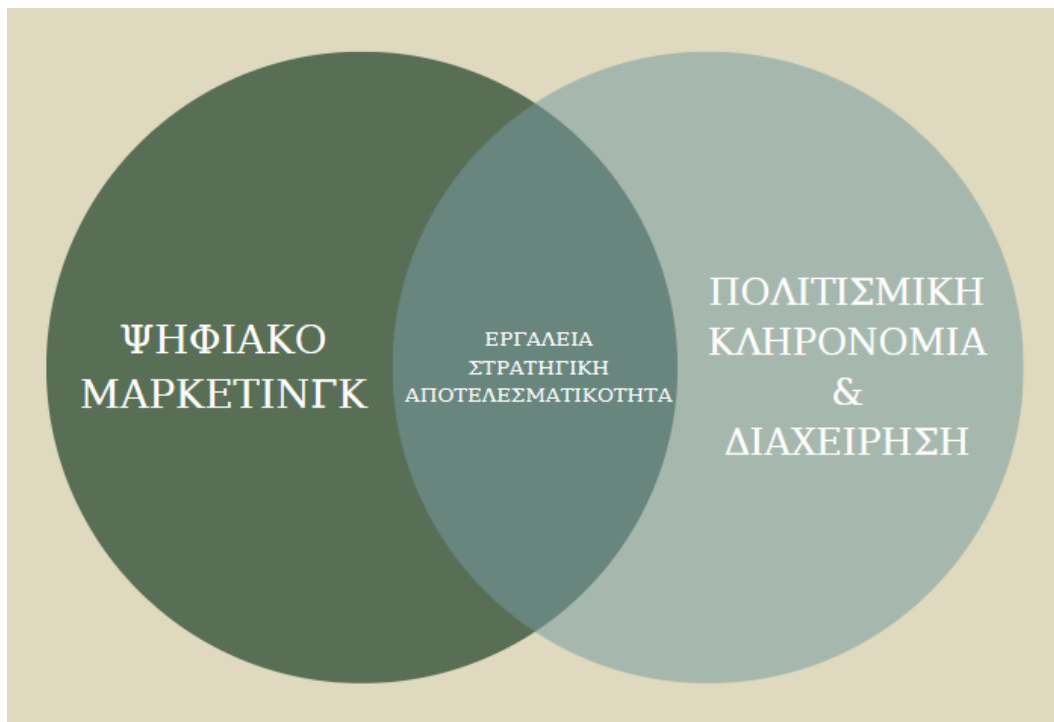 ΨΗΦΙΑΚΟ
ΜΑΡΚΕΤΙΝΓΚ
ΕΡΓΑΛΕΙΑ
ΣΤΡΑΤΗΓΙΚΗ
ΑΠΟΤΕΛΕΣΜΑΤΙΚΟΤΗΤΑ
ΠΟΛΙΤΙΣΜΙΚΗ
ΚΛΗΡΟΝΟΜΙΑ
&
ΔΙΑΧΕΙΡΗΣΗ